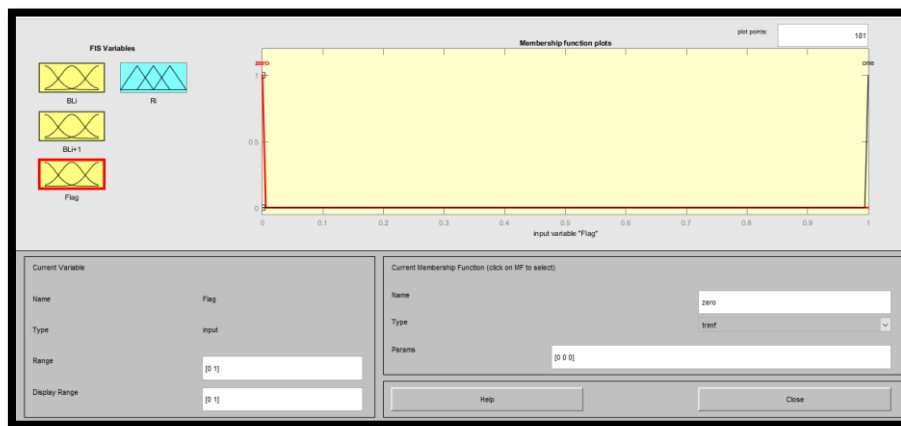 plot points: 181
FIS Variables
Membership function plots
zero
one
BLi
Ri
BLi+1
Flag
1
0.5
0
0 0.1 0.2 0.3 0.4 0.5 0.6 0.7 0.8 0.9 1
input variable "Flag"
Current Variable
Name Flag
Type input
Range [0 1]
Display Range [0 1]
Current Membership Function (click on MF to select)
Name zero
Type trimf
Params [0 0 0]
Help Close